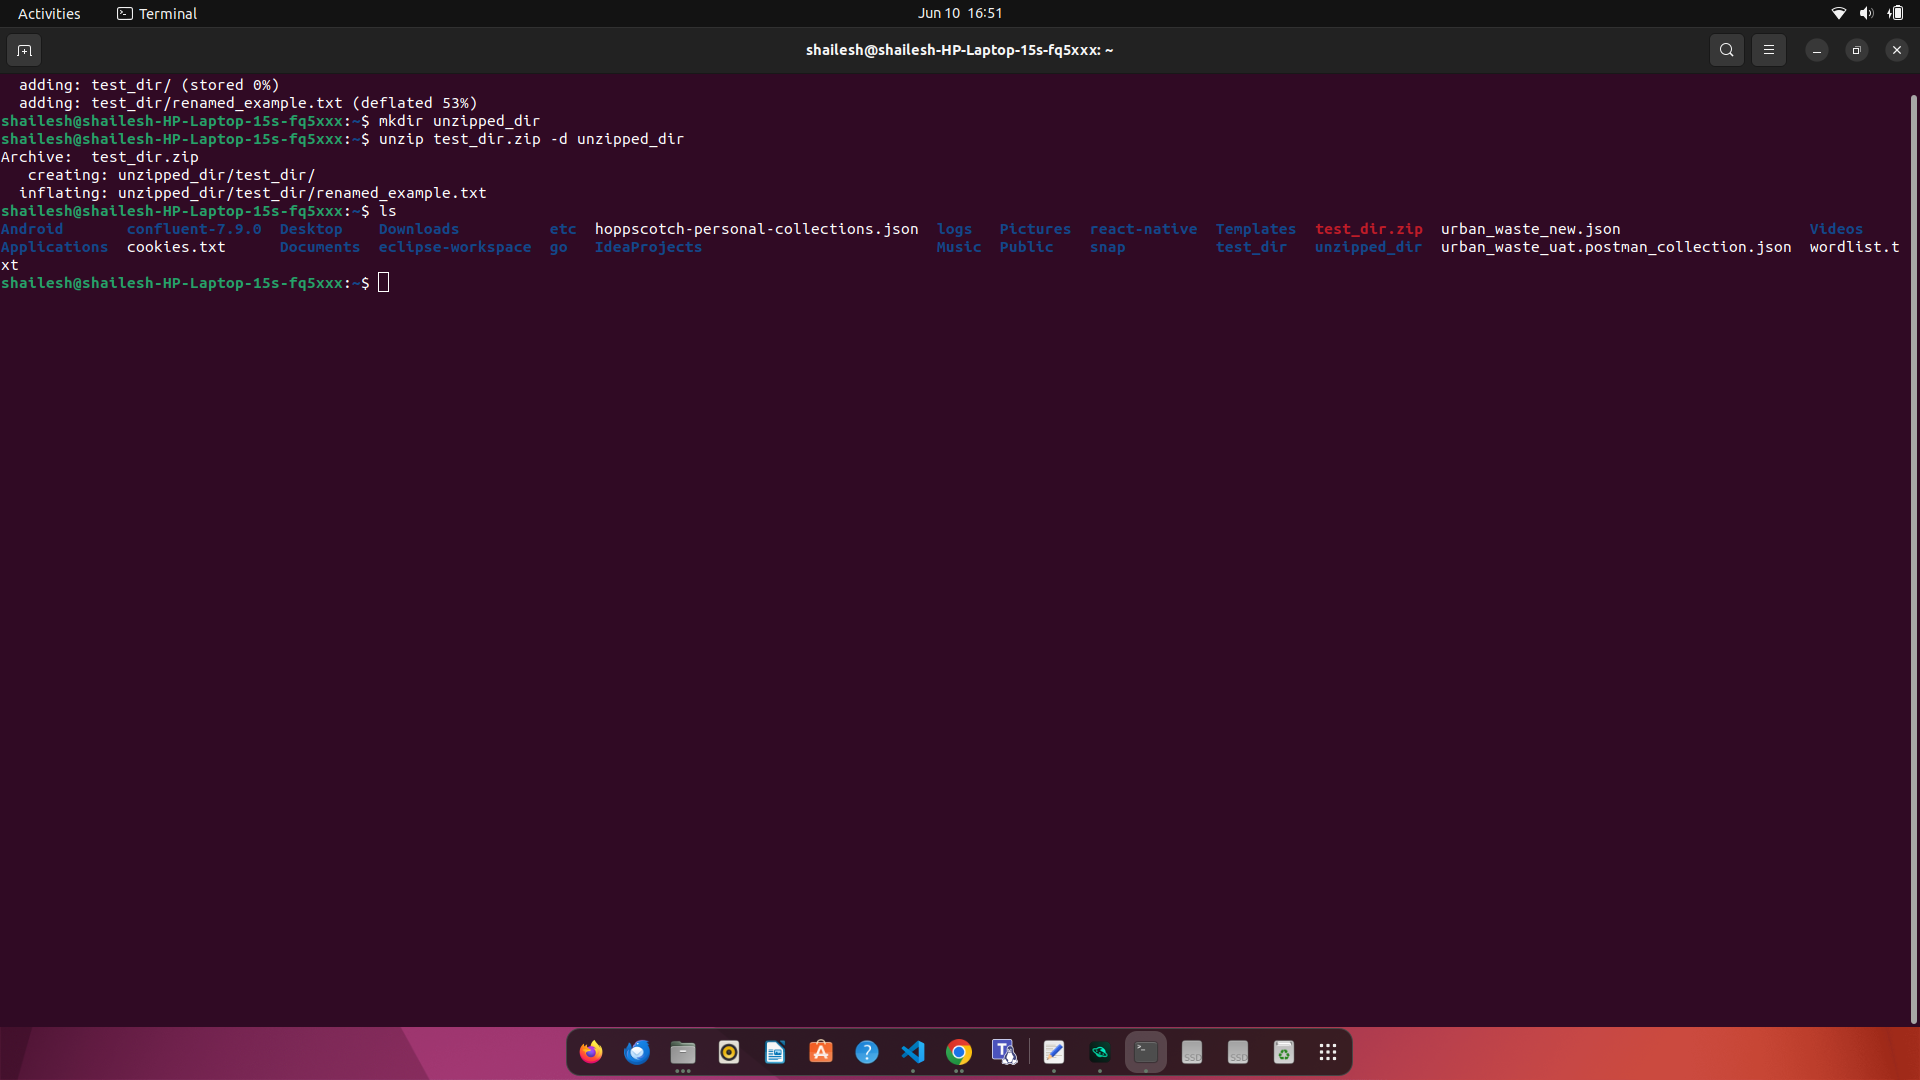 Activities Terminal Jun 10 16:51
shailesh@shailesh-HP-Laptop-15s-fq5xxx: ~
  adding: test_dir/ (stored 0%)
  adding: test_dir/renamed_example.txt (deflated 53%)
shailesh@shailesh-HP-Laptop-15s-fq5xxx:~$ mkdir unzipped_dir
shailesh@shailesh-HP-Laptop-15s-fq5xxx:~$ unzip test_dir.zip -d unzipped_dir
Archive:  test_dir.zip
   creating: unzipped_dir/test_dir/
  inflating: unzipped_dir/test_dir/renamed_example.txt
shailesh@shailesh-HP-Laptop-15s-fq5xxx:~$ ls
Android       confluent-7.9.0  Desktop    Downloads          etc  hoppscotch-personal-collections.json  logs   Pictures  react-native  Templates  test_dir.zip  urban_waste_new.json                     Videos
Applications  cookies.txt      Documents  eclipse-workspace  go   IdeaProjects                          Music  Public    snap          test_dir   unzipped_dir  urban_waste_uat.postman_collection.json  wordlist.t
xt
shailesh@shailesh-HP-Laptop-15s-fq5xxx:~$
SSD SSD